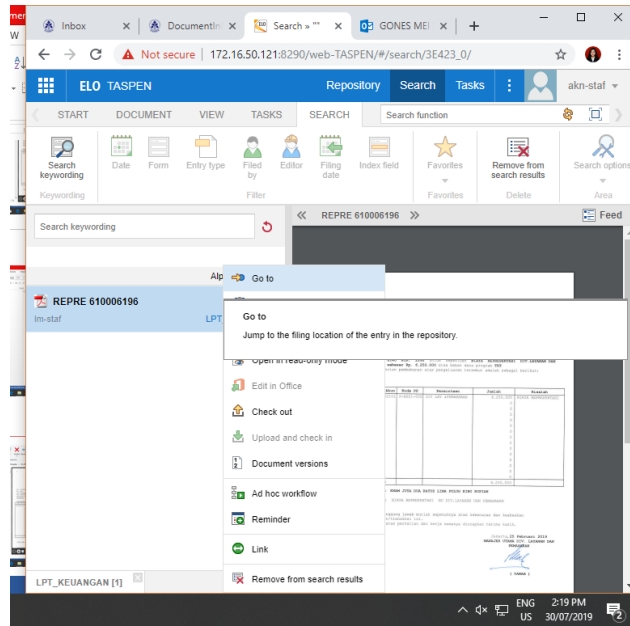 Inbox
DocumentIn
Search » ""
GONES MEI
Not secure | 172.16.50.121:8290/web-TASPEN/#/search/3E423_0/
ELO TASPEN
Repository Search Tasks
akn-staf
START DOCUMENT VIEW TASKS SEARCH
Search function
Search keywording
Date
Form
Entry type
Filed by
Editor
Filing date
Index field
Favorites
Remove from search results
Search options
Keywording
Filter
Favorites
Delete
Area
Search keywording
« REPRE 610006196 »
Feed
Alp
REPRE 610006196
lm-staf
LPT
Go to
Go to
Jump to the filing location of the entry in the repository.
Open in read-only mode
Edit in Office
Check out
Upload and check in
Document versions
Ad hoc workflow
Reminder
Link
Remove from search results
LPT_KEUANGAN [1]
ENG
US
2:19 PM
30/07/2019
2